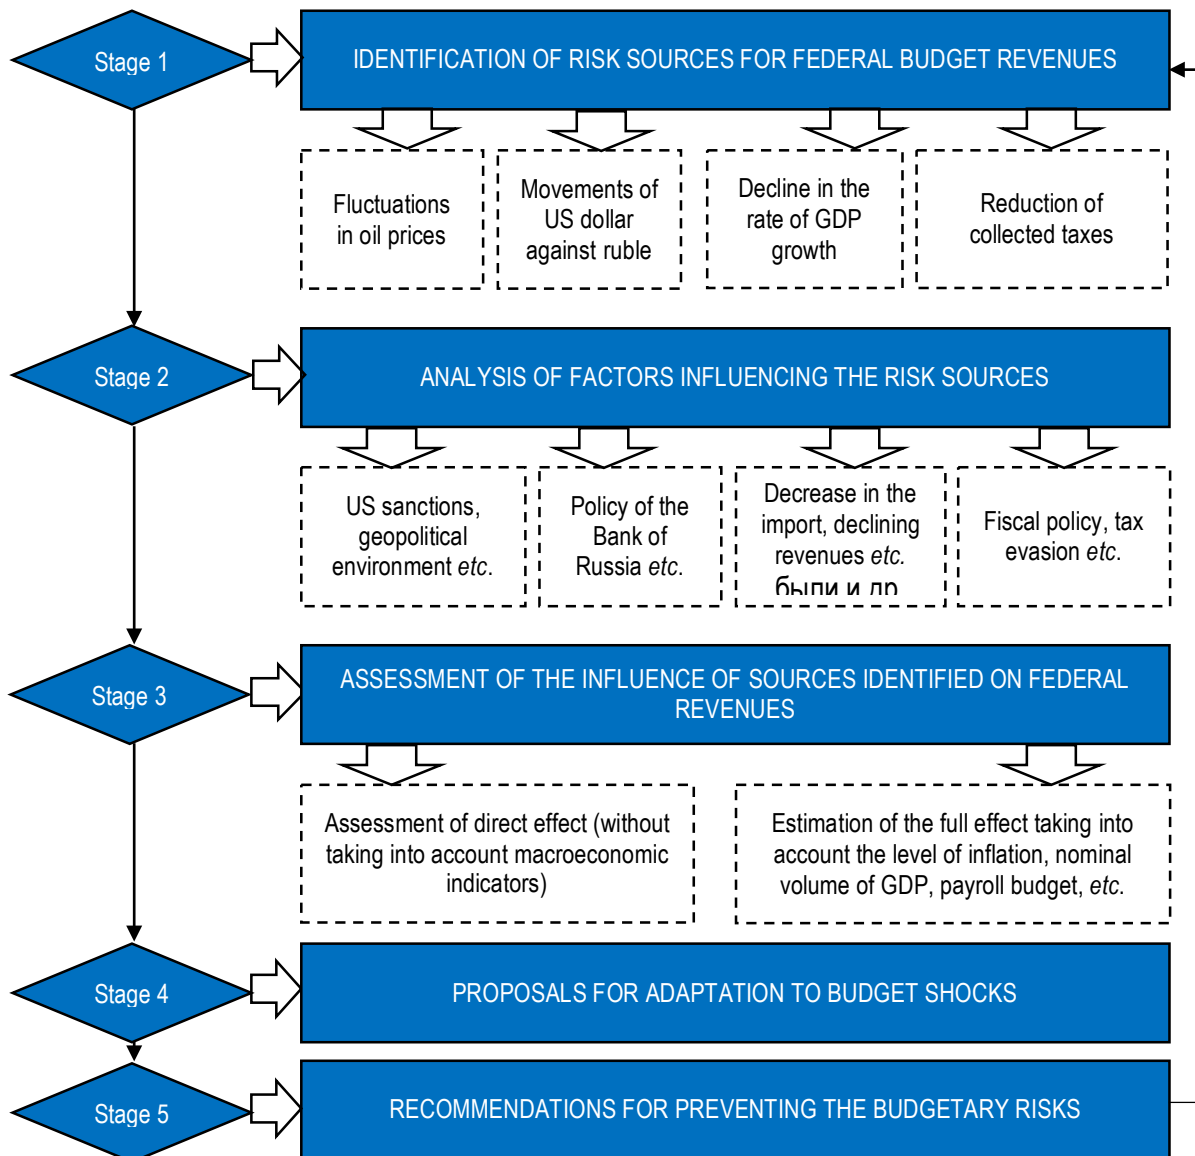 Stage 1
IDENTIFICATION OF RISK SOURCES FOR FEDERAL BUDGET REVENUES
Fluctuations
in oil prices
Movements of
US dollar
against ruble
Decline in the
rate of GDP
growth
Reduction of
collected taxes
Stage 2
ANALYSIS OF FACTORS INFLUENCING THE RISK SOURCES
US sanctions,
geopolitical
environment etc.
Policy of the
Bank of
Russia etc.
Decrease in the
import, declining
revenues etc.
были и др
Fiscal policy, tax
evasion etc.
Stage 3
ASSESSMENT OF THE INFLUENCE OF SOURCES IDENTIFIED ON FEDERAL
REVENUES
Assessment of direct effect (without
taking into account macroeconomic
indicators)
Estimation of the full effect taking into
account the level of inflation, nominal
volume of GDP, payroll budget, etc.
Stage 4
PROPOSALS FOR ADAPTATION TO BUDGET SHOCKS
Stage 5
RECOMMENDATIONS FOR PREVENTING THE BUDGETARY RISKS